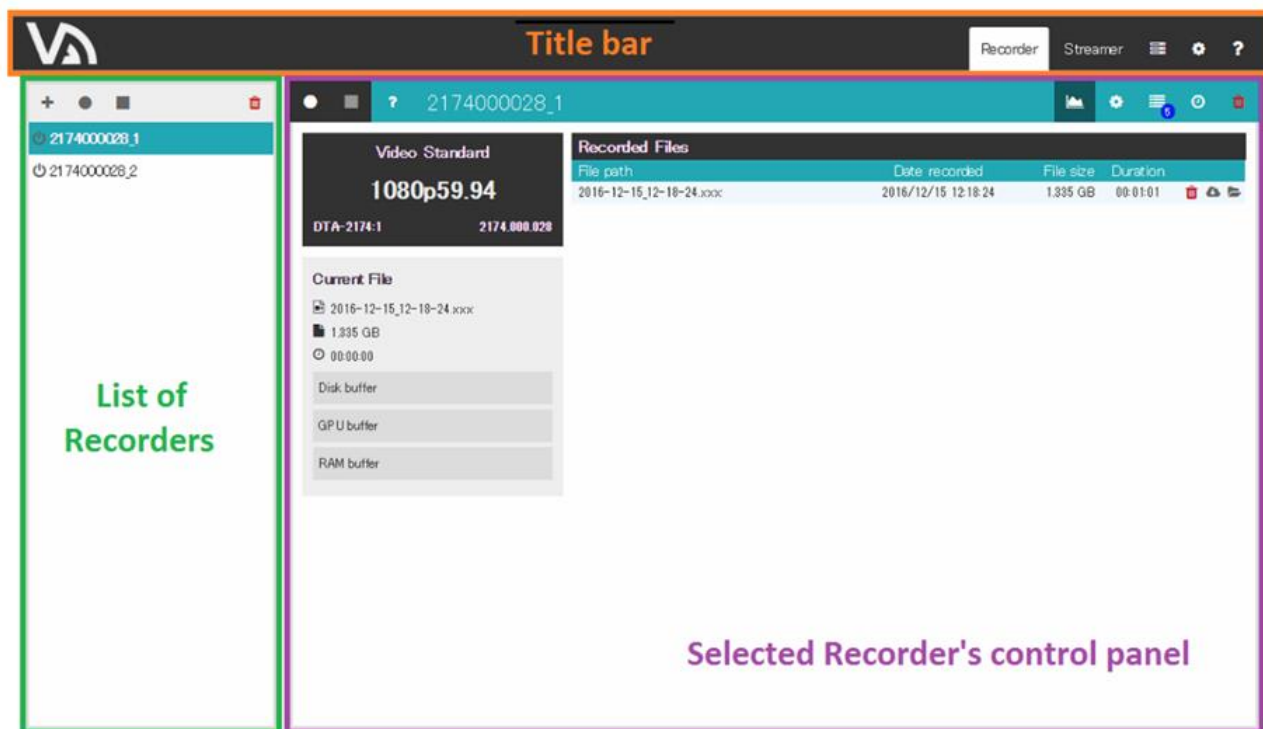 Title bar
Recorder Streamer ?
2174000028_1
2174000028_2
List of
Recorders
? 2174000028_1
6
Video Standard
1080p59.94
DTA-2174:1 2174.000.028
Current File
2016-12-15_12-18-24.xxx
1.335 GB
00:00:00
Disk buffer
GPU buffer
RAM buffer
Recorded Files
File path Date recorded File size Duration
2016-12-15_12-18-24.xxx 2016/12/15 12:18:24 1.335 GB 00:01:01
Selected Recorder's control panel